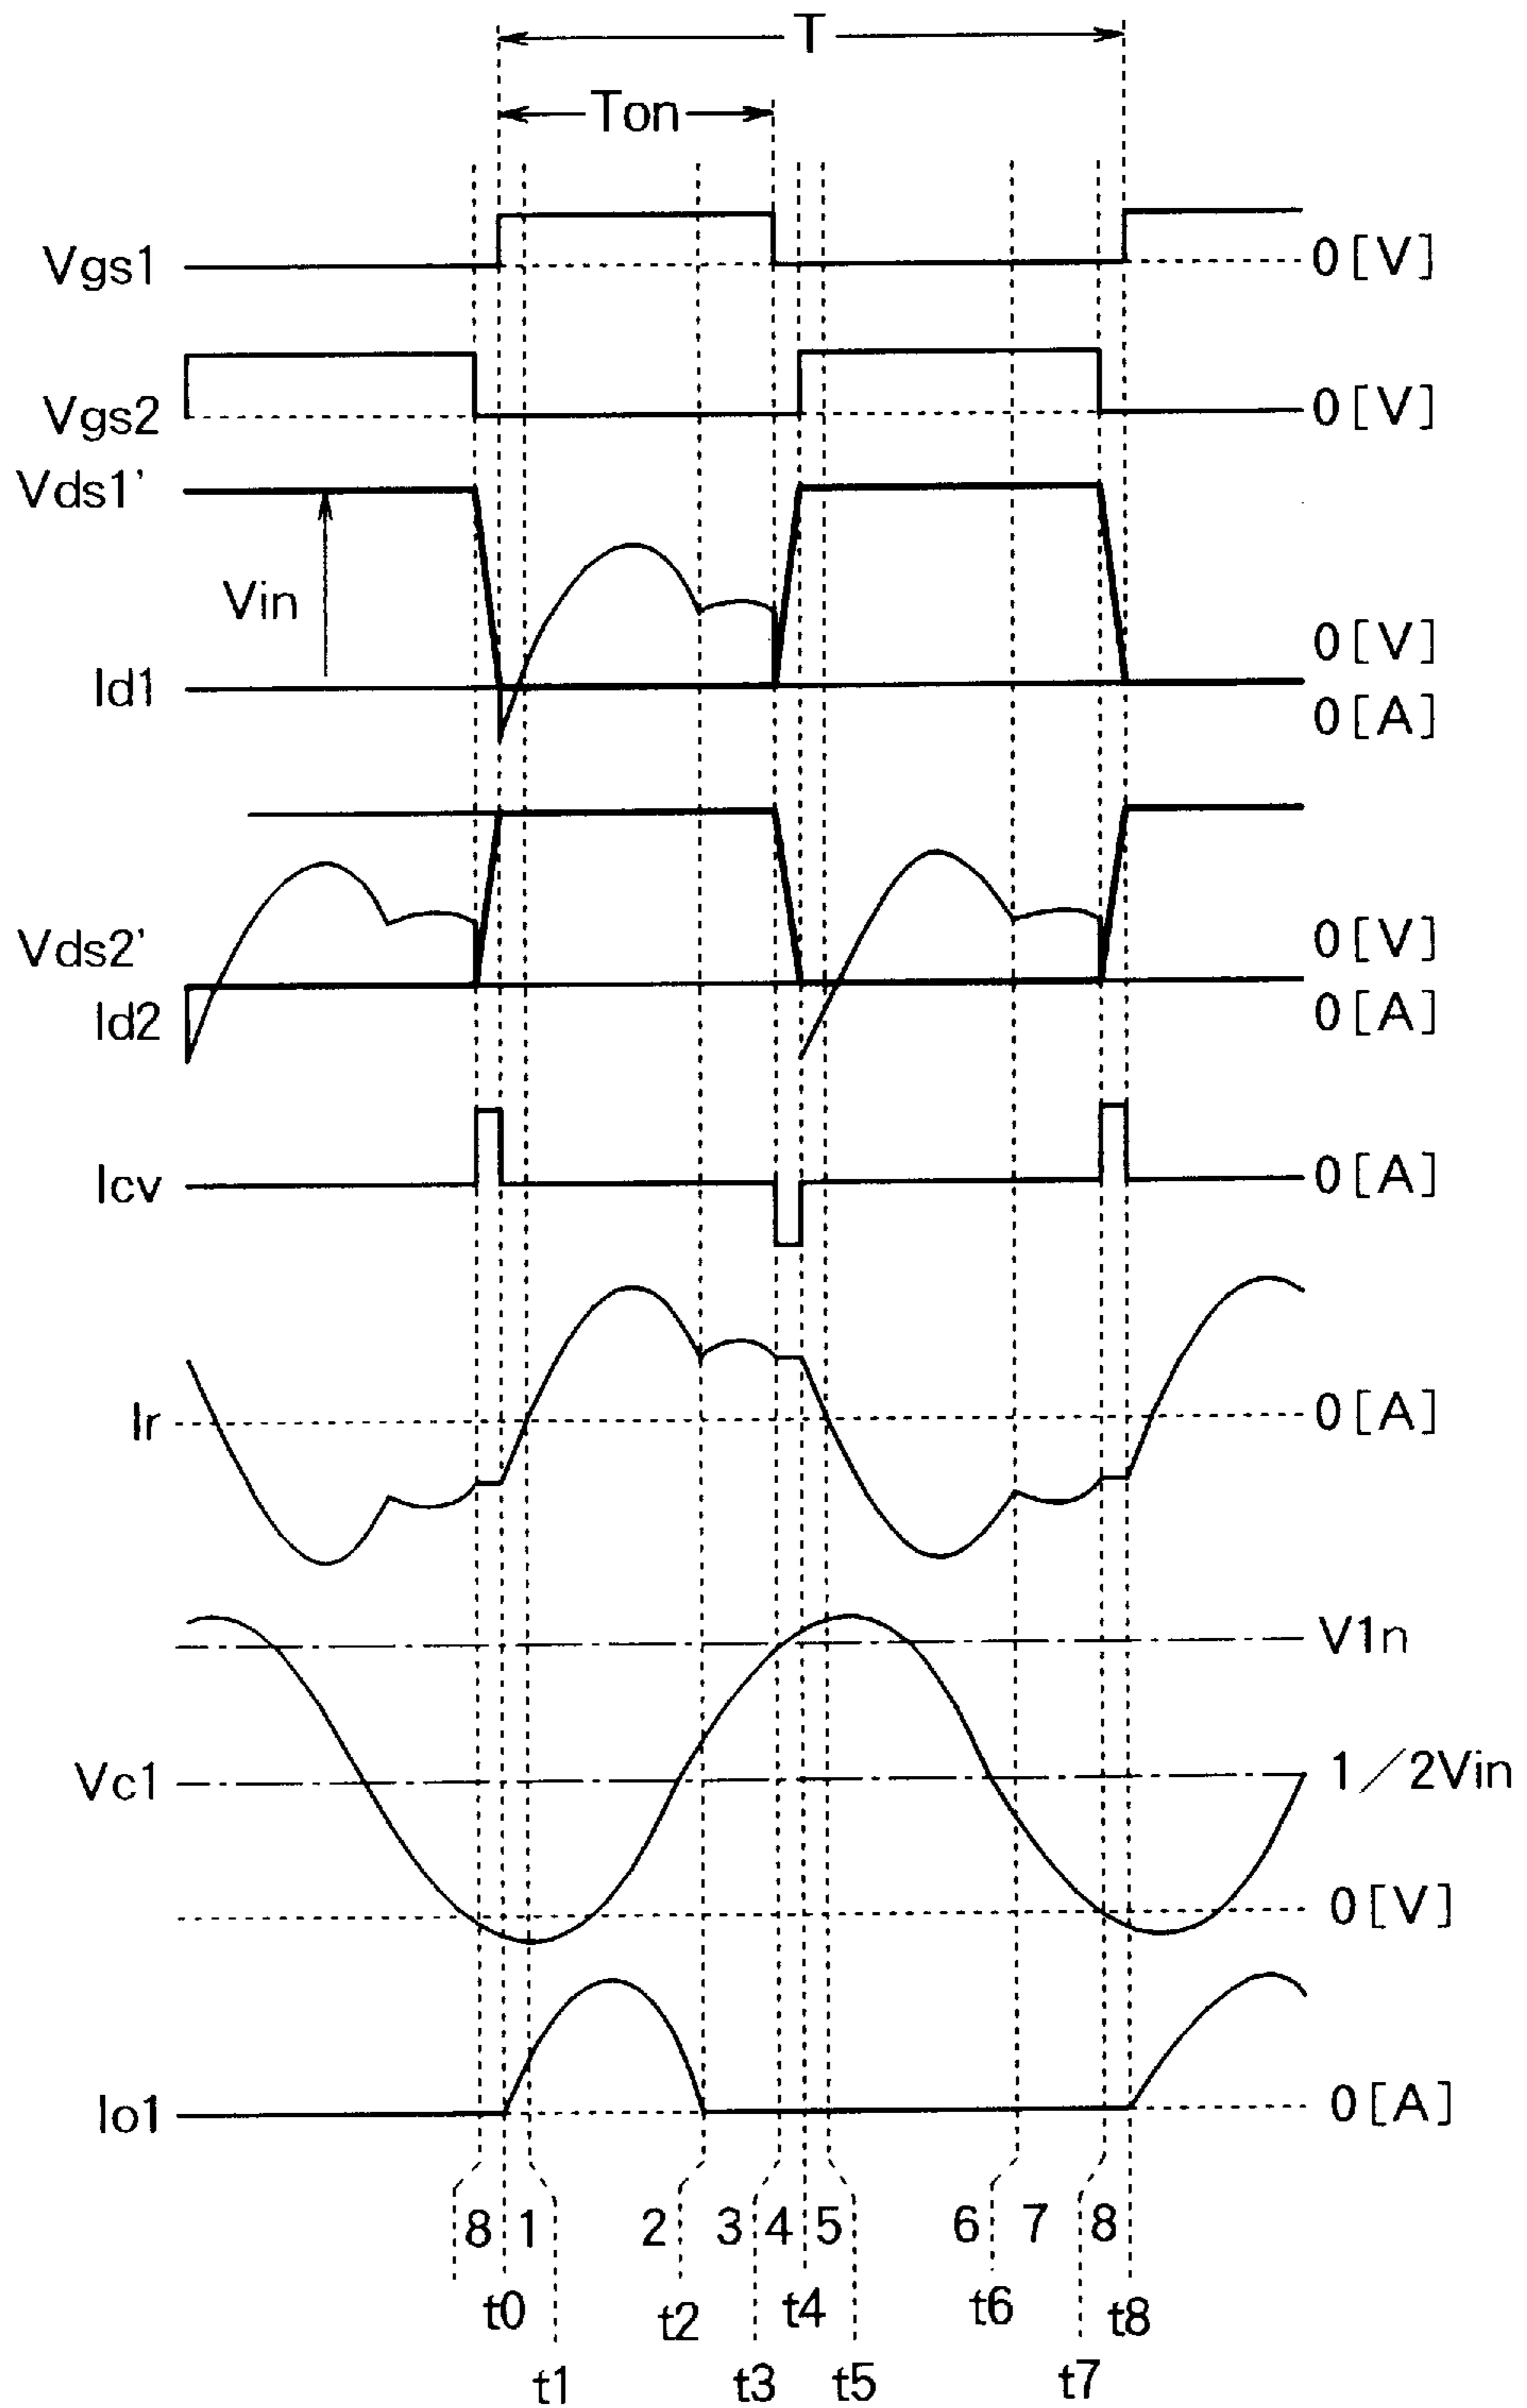 T
Ton
Vgs1 0[V]
Vgs2 0[V]
Vds1'
Vin
0[V]
Id1
0[A]
Vds2' 0[V]
Id2 0[A]
Icv 0[A]
Ir 0[A]
V1n
Vc1 1/2Vin
0[V]
Io1 0[A]
8 1 2 3 4 5 6 7 8
t0 t2 t4 t6 t8
t1 t3 t5 t7